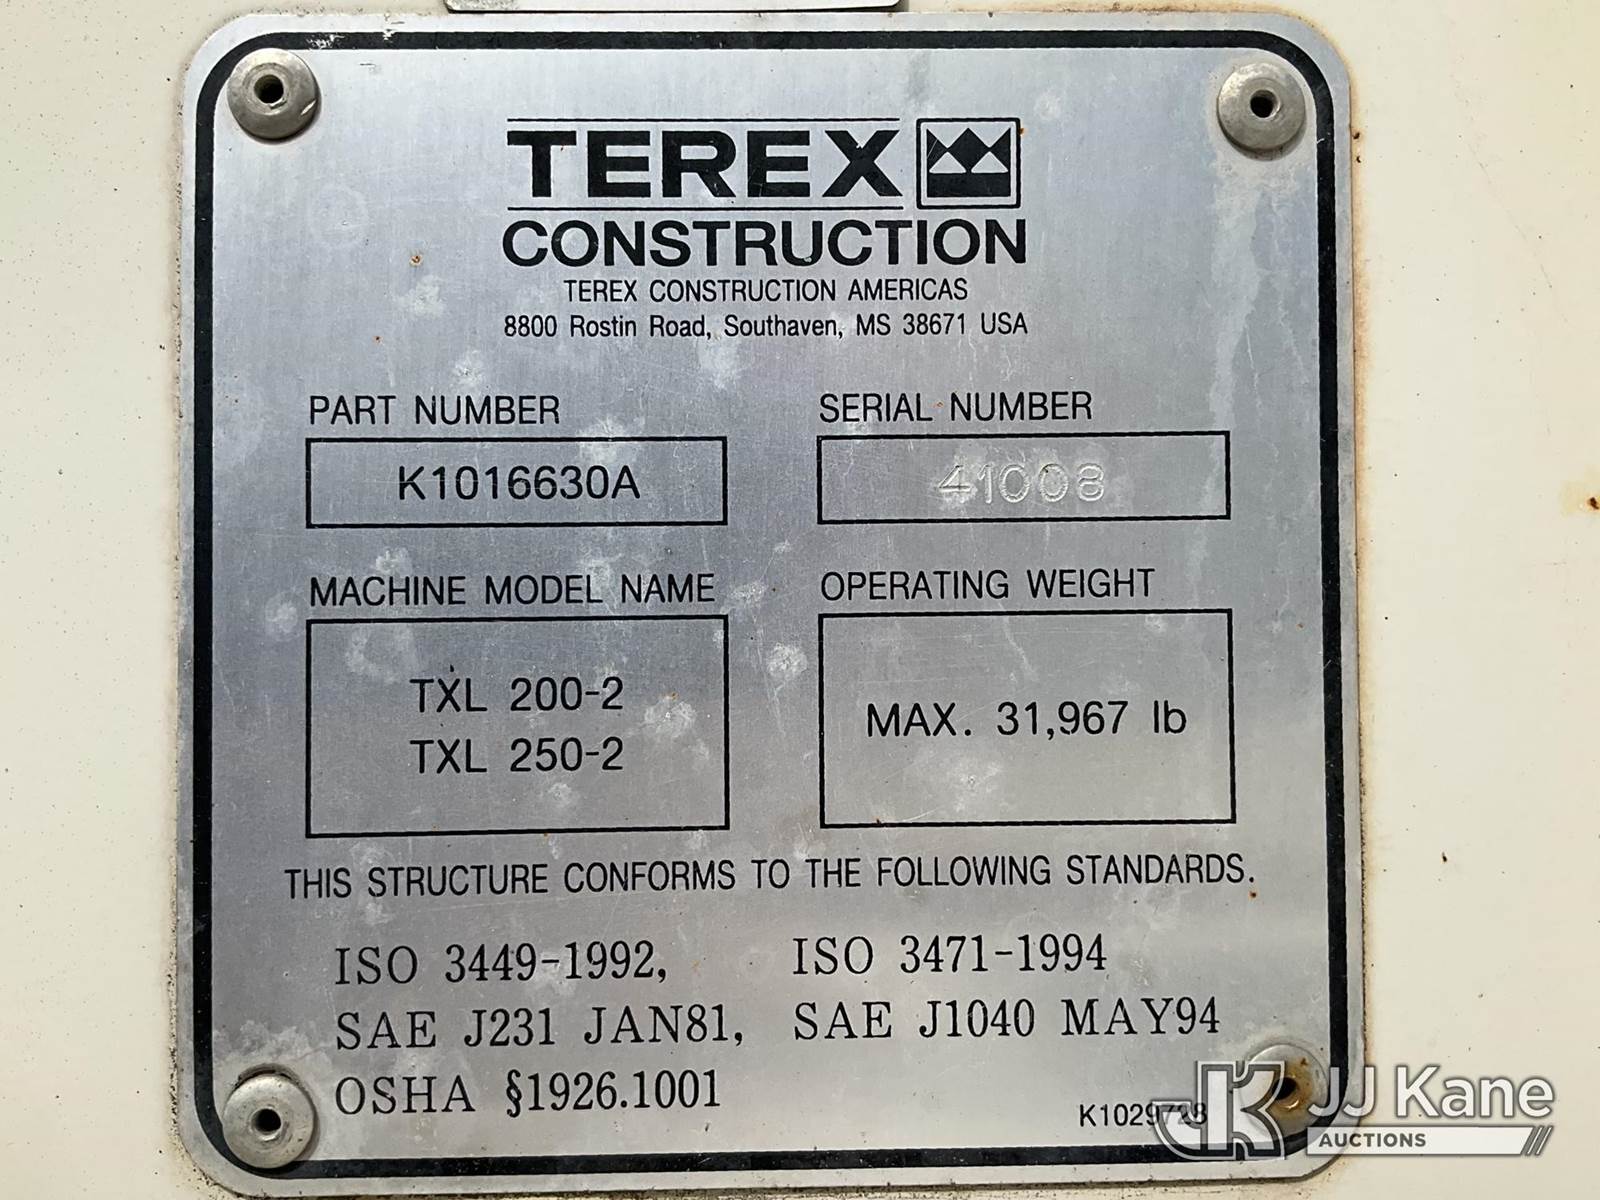 TEREX
CONSTRUCTION
TEREX CONSTRUCTION AMERICAS
8800 Rostin Road, Southaven, MS 38671 USA
PART NUMBER
K1016630A
SERIAL NUMBER
41008
MACHINE MODEL NAME
TXL 200-2
TXL 250-2
OPERATING WEIGHT
MAX. 31,967 lb
THIS STRUCTURE CONFORMS TO THE FOLLOWING STANDARDS.
ISO 3449-1992, ISO 3471-1994
SAE J231 JAN81, SAE J1040 MAY94
OSHA §1926.1001
K1029728
JJ Kane
AUCTIONS